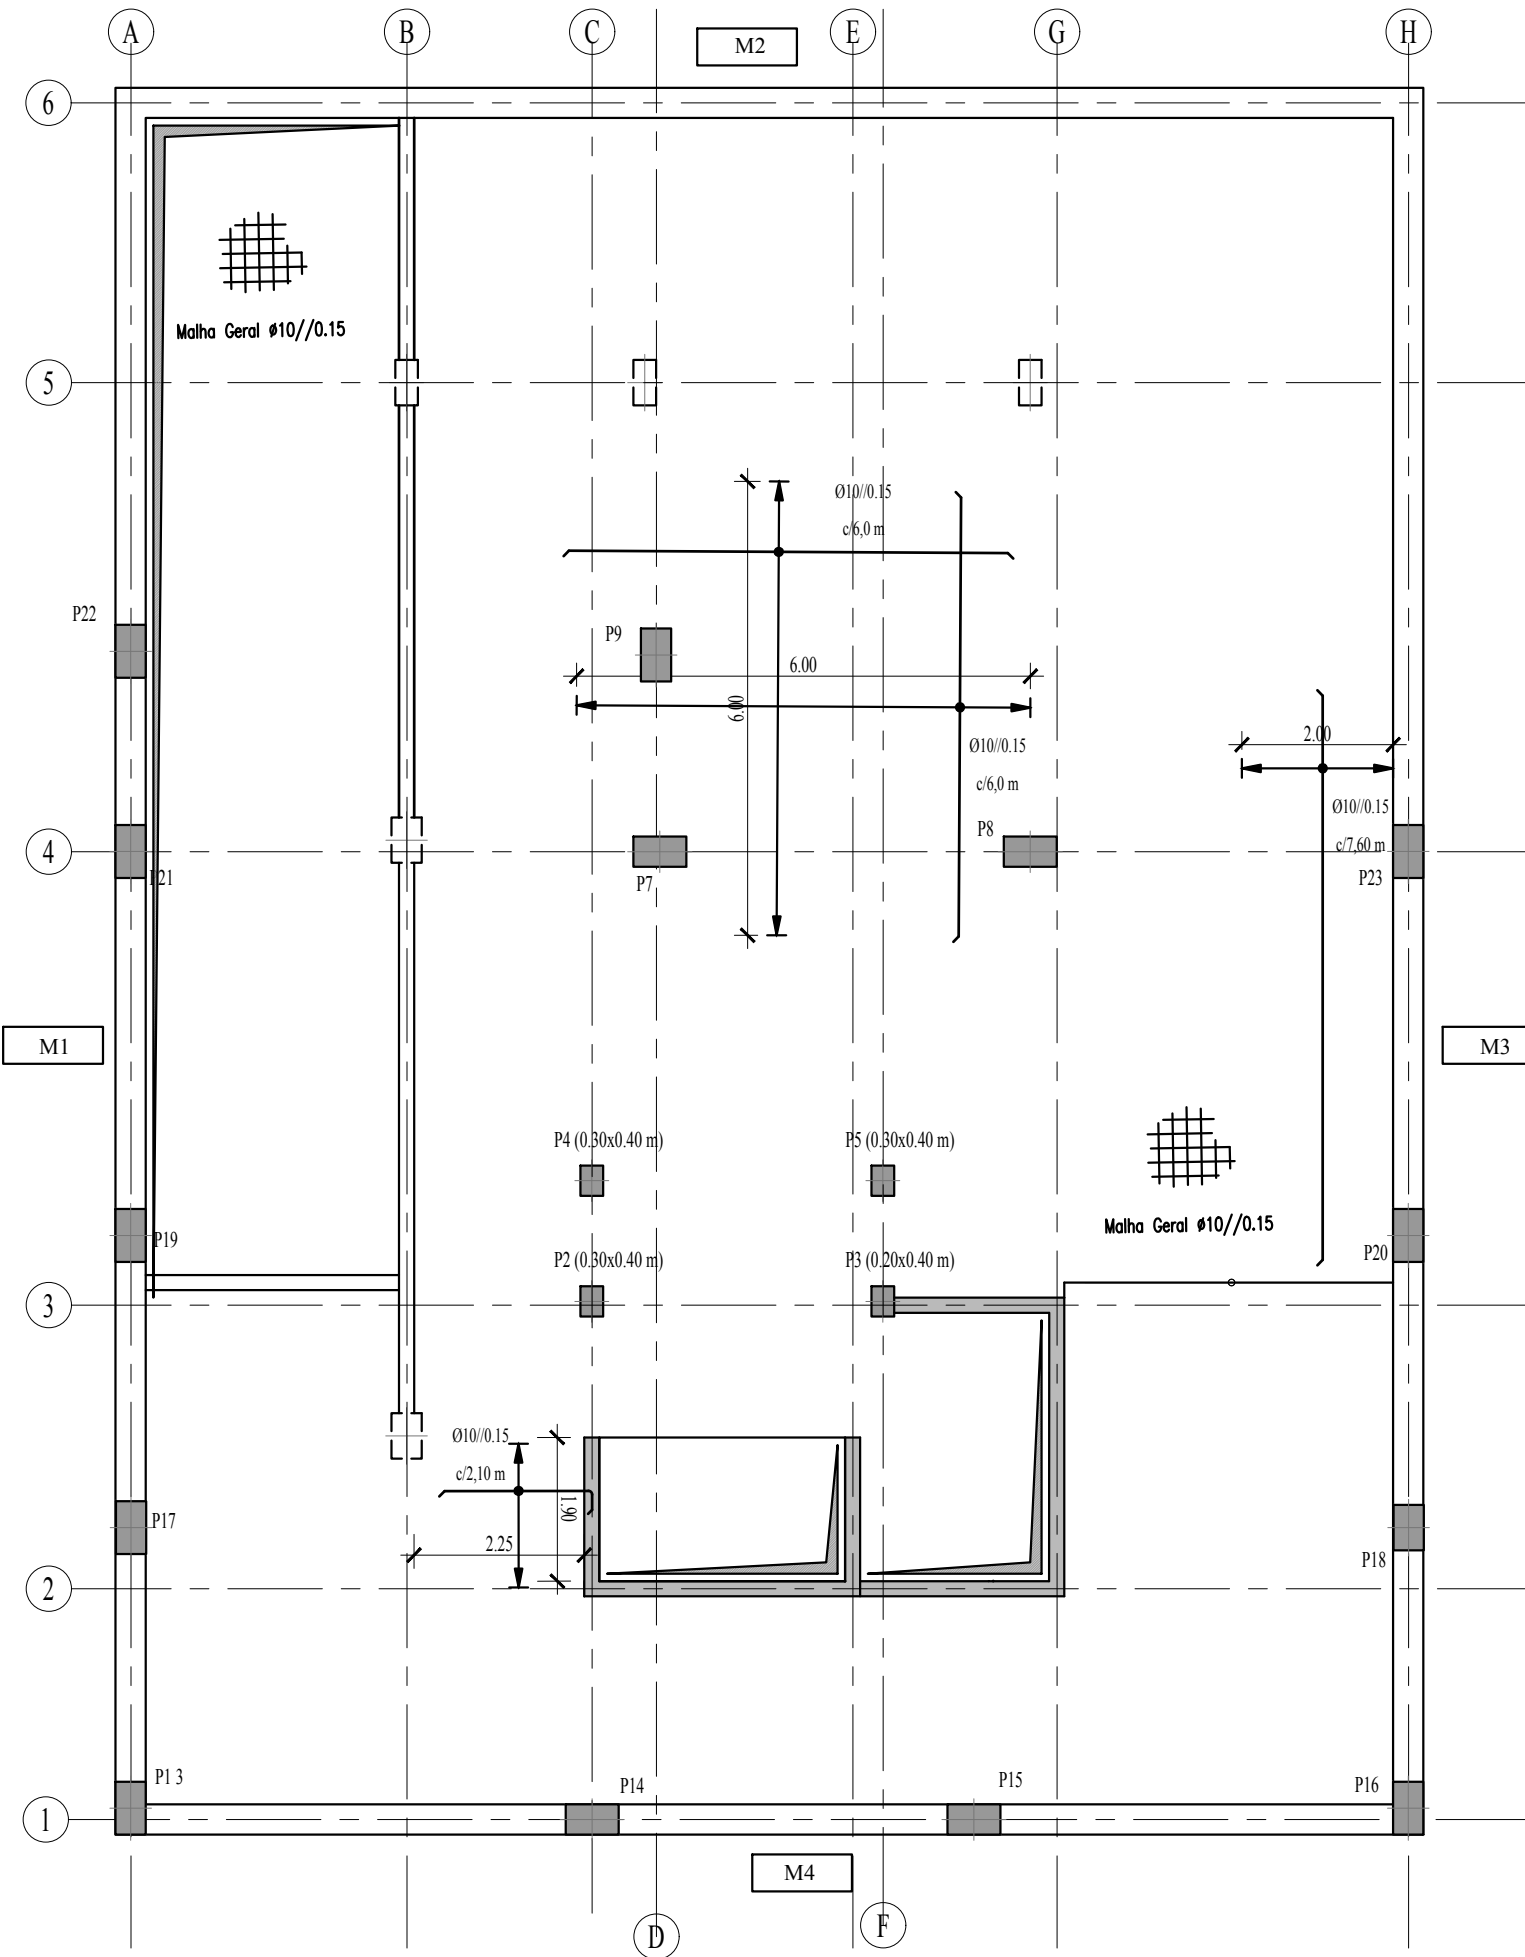 A
B
C
E
G
H
M2
6
Malha Geral ø10//0.15
5
Ø10//0.15
c/6,0 m
P22
P9
6.00
6.00
2.00
Ø10//0.15
c/6,0 m
Ø10//0.15
c/7,60 m
4
P8
P21
P7
P23
M1
M3
P4 (0.30x0.40 m)
P5 (0.30x0.40 m)
Malha Geral ø10//0.15
P19
P20
P2 (0.30x0.40 m)
P3 (0.20x0.40 m)
3
Ø10//0.15
c/2,10 m
1.90
P17
2.25
P18
2
P1 3
P14
P15
P16
1
M4
D
F